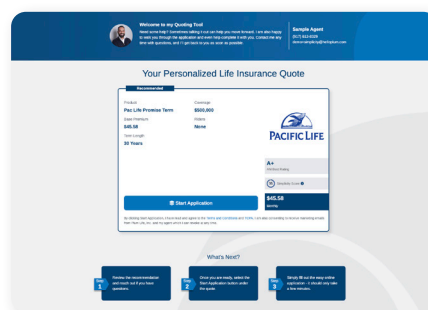 Welcome to my Quoting Tool
Need some help? Sometimes talking it out can help you move forward. I am also happy
to walk you through the application and even help complete it with you. Contact me any
time with questions, and I'll get back to you as soon as possible.
Sample Agent
Your Personalized Life Insurance Quote
Recommended
Product
Coverage
Pac Life Promise Term
$500,000
Base Premium
Riders
$45.58
None
Term Length
30 Years
PACIFIC LIFE
A+
$45.58
Monthly
Start Application
What's Next?
Step
1
Review the recommendation
and reach out if you have
questions.
Step
2
Once you are ready, select the
Start Application button under
the quote.
Step
3
Simply fill out the easy online
application - it should only take
a few minutes.